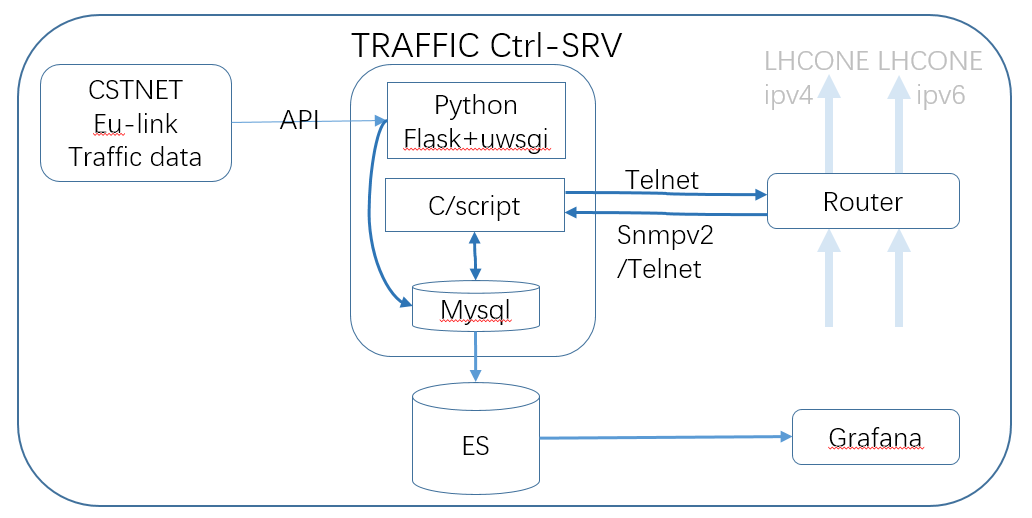 TRAFFIC Ctrl-SRV
CSTNET
Eu-link
Traffic data
API
Python
Flask+uwsgi
C/script
Mysql
Telnet
Snmpv2
/Telnet
LHCONE LHCONE
ipv4 ipv6
Router
ES
Grafana